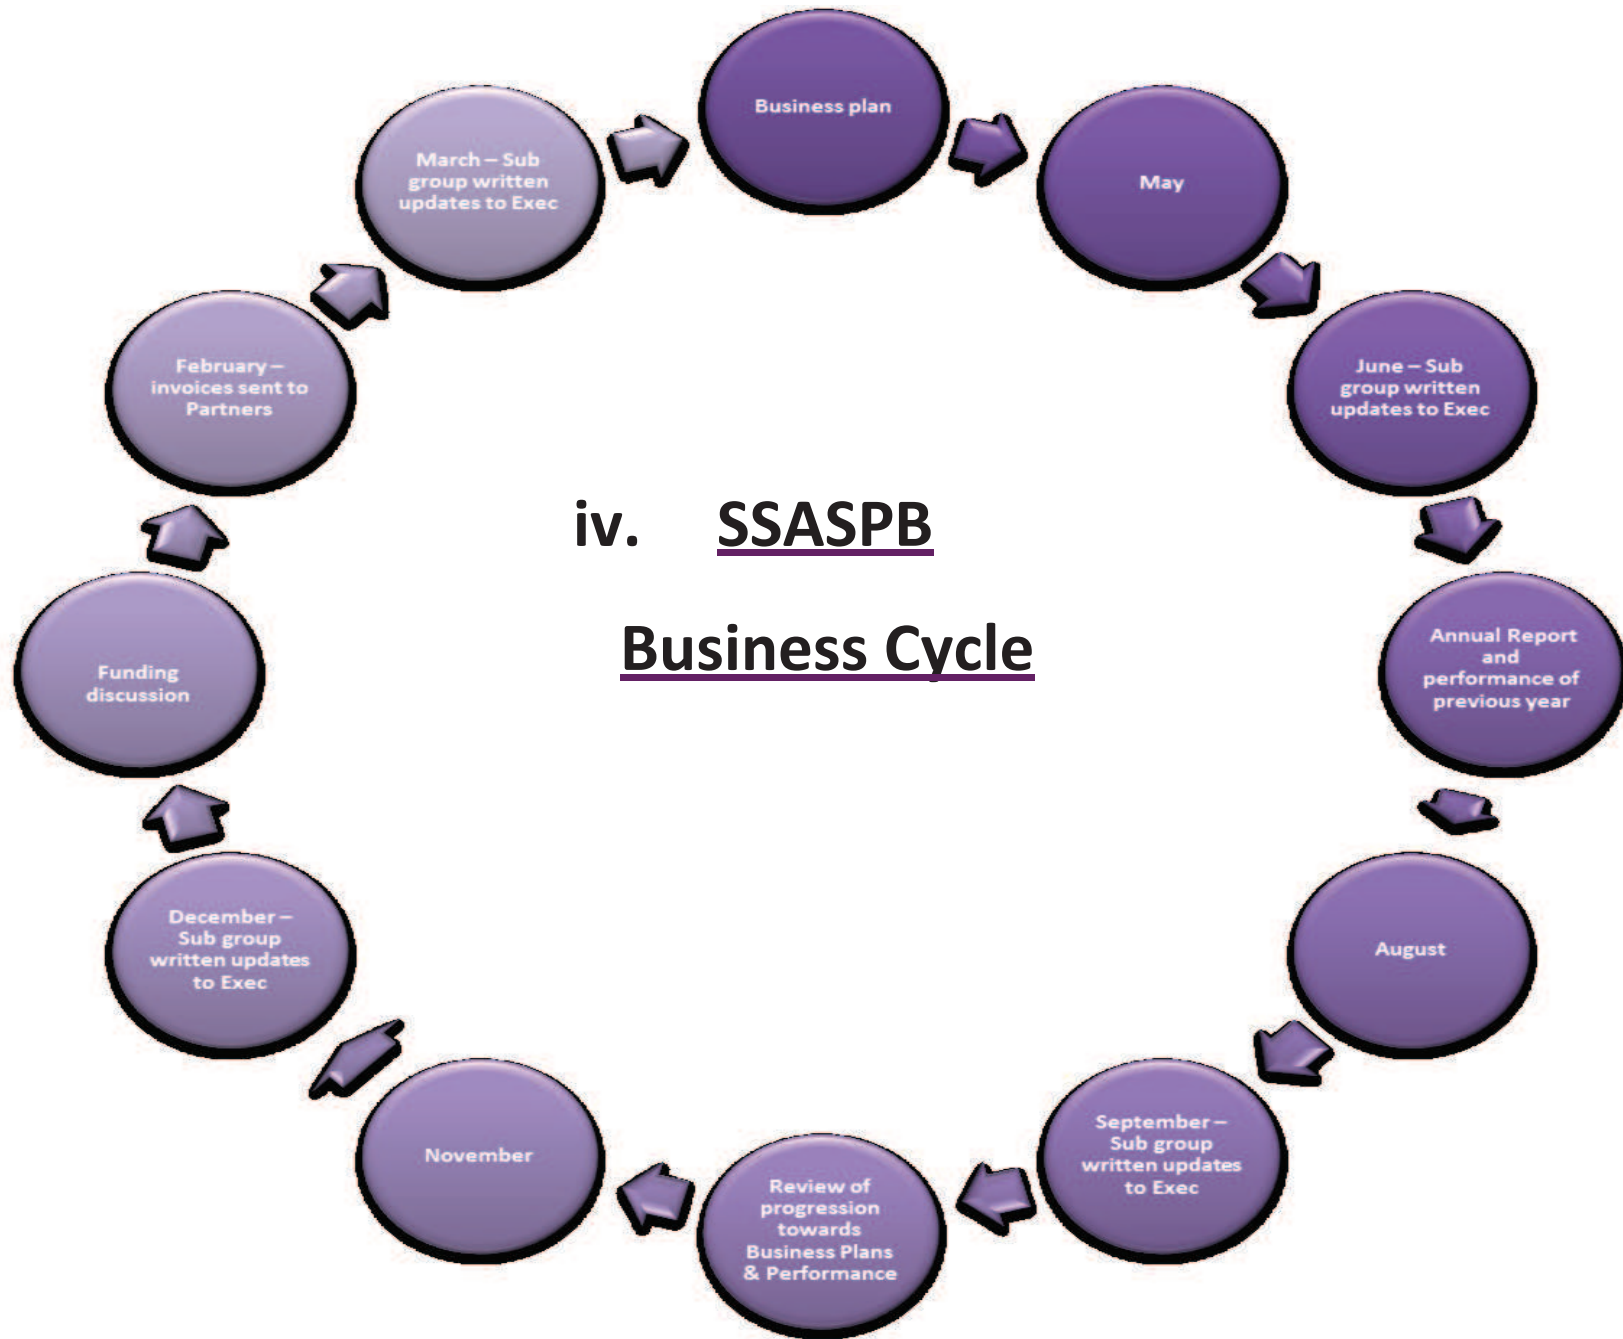 iv. SSASPB
Business Cycle
Business plan
May
June – Sub
group written
updates to Exec
Annual Report
and
performance of
previous year
August
September –
Sub group
written updates
to Exec
Review of
progression
towards
Business Plans
& Performance
November
December –
Sub group
written updates
to Exec
Funding
discussion
February –
invoices sent to
Partners
March – Sub
group written
updates to Exec